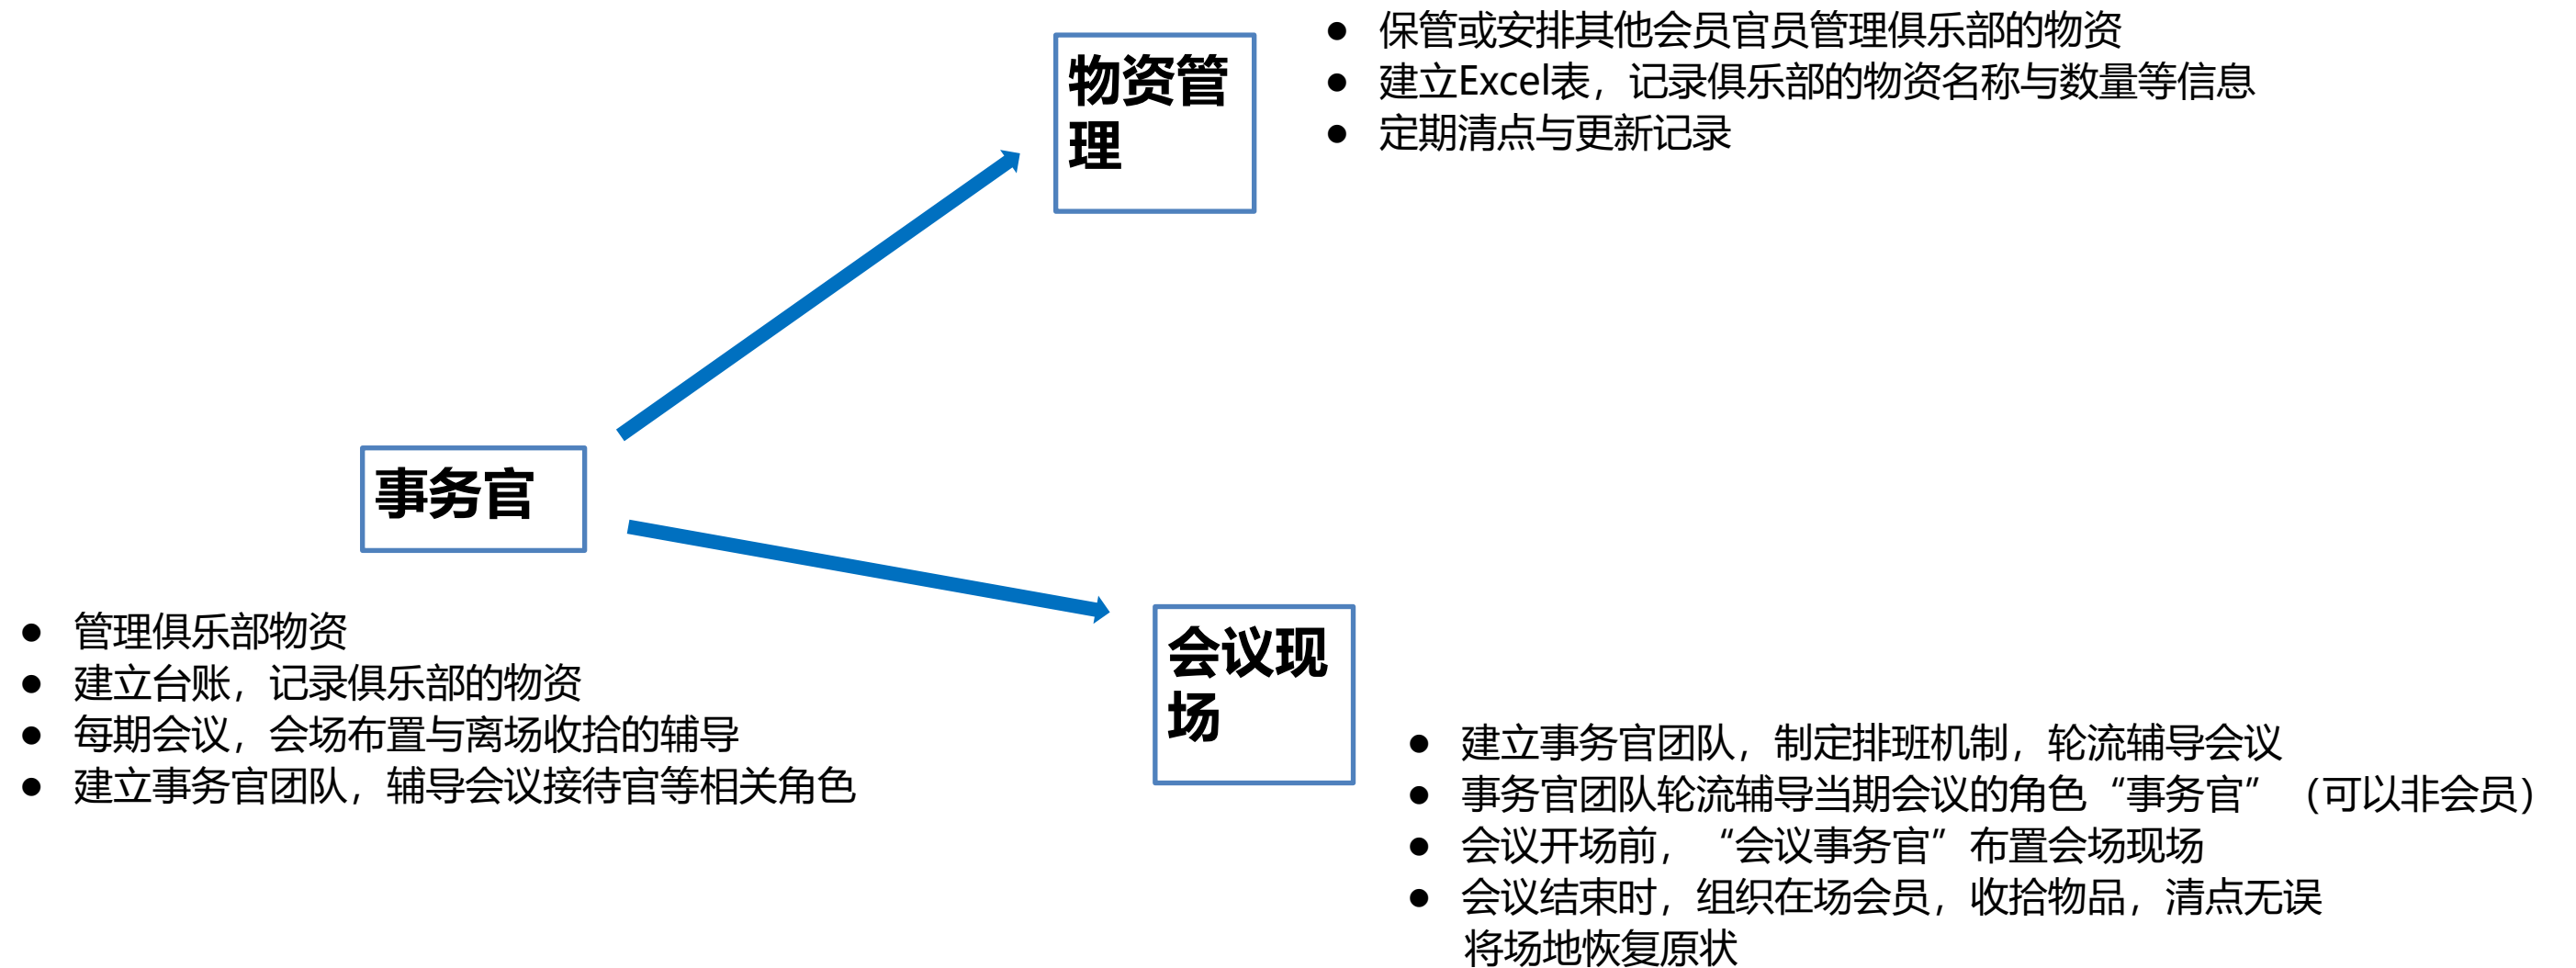 物资管
理
● 保管或安排其他会员官员管理俱乐部的物资
● 建立Excel表，记录俱乐部的物资名称与数量等信息
● 定期清点与更新记录
事务官
● 管理俱乐部物资
● 建立台账，记录俱乐部的物资
● 每期会议，会场布置与离场收拾的辅导
● 建立事务官团队，辅导会议接待官等相关角色
会议现
场
● 建立事务官团队，制定排班机制，轮流辅导会议
● 事务官团队轮流辅导当期会议的角色“事务官”（可以非会员）
● 会议开场前，“会议事务官”布置会场现场
● 会议结束时，组织在场会员，收拾物品，清点无误
将场地恢复原状